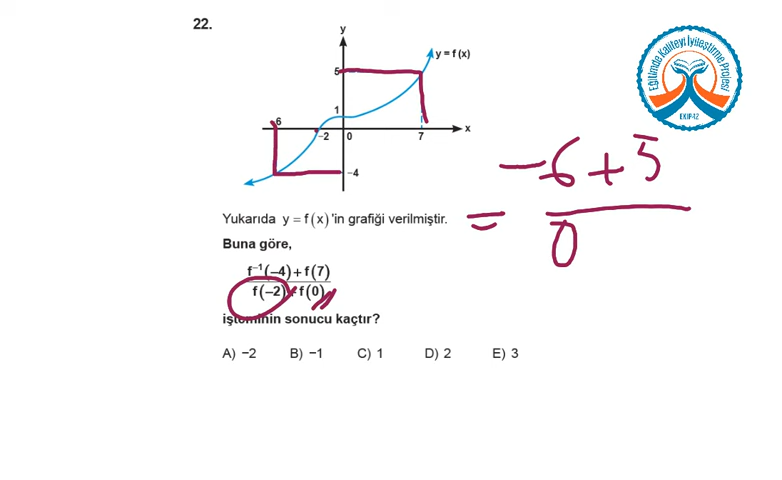 22.
y
y = f (x)
5
1
-6
-2
0
7
x
-4
Eğitimde Kaliteyi İyileştirme Projesi
EKİP42
Yukarıda y = f(x)'in grafiği verilmiştir.
Buna göre,
f⁻¹(-4) + f(7)
f(-2) + f(0)
işleminin sonucu kaçtır?
A) -2 B) -1 C) 1 D) 2 E) 3
-6 + 5
=
0